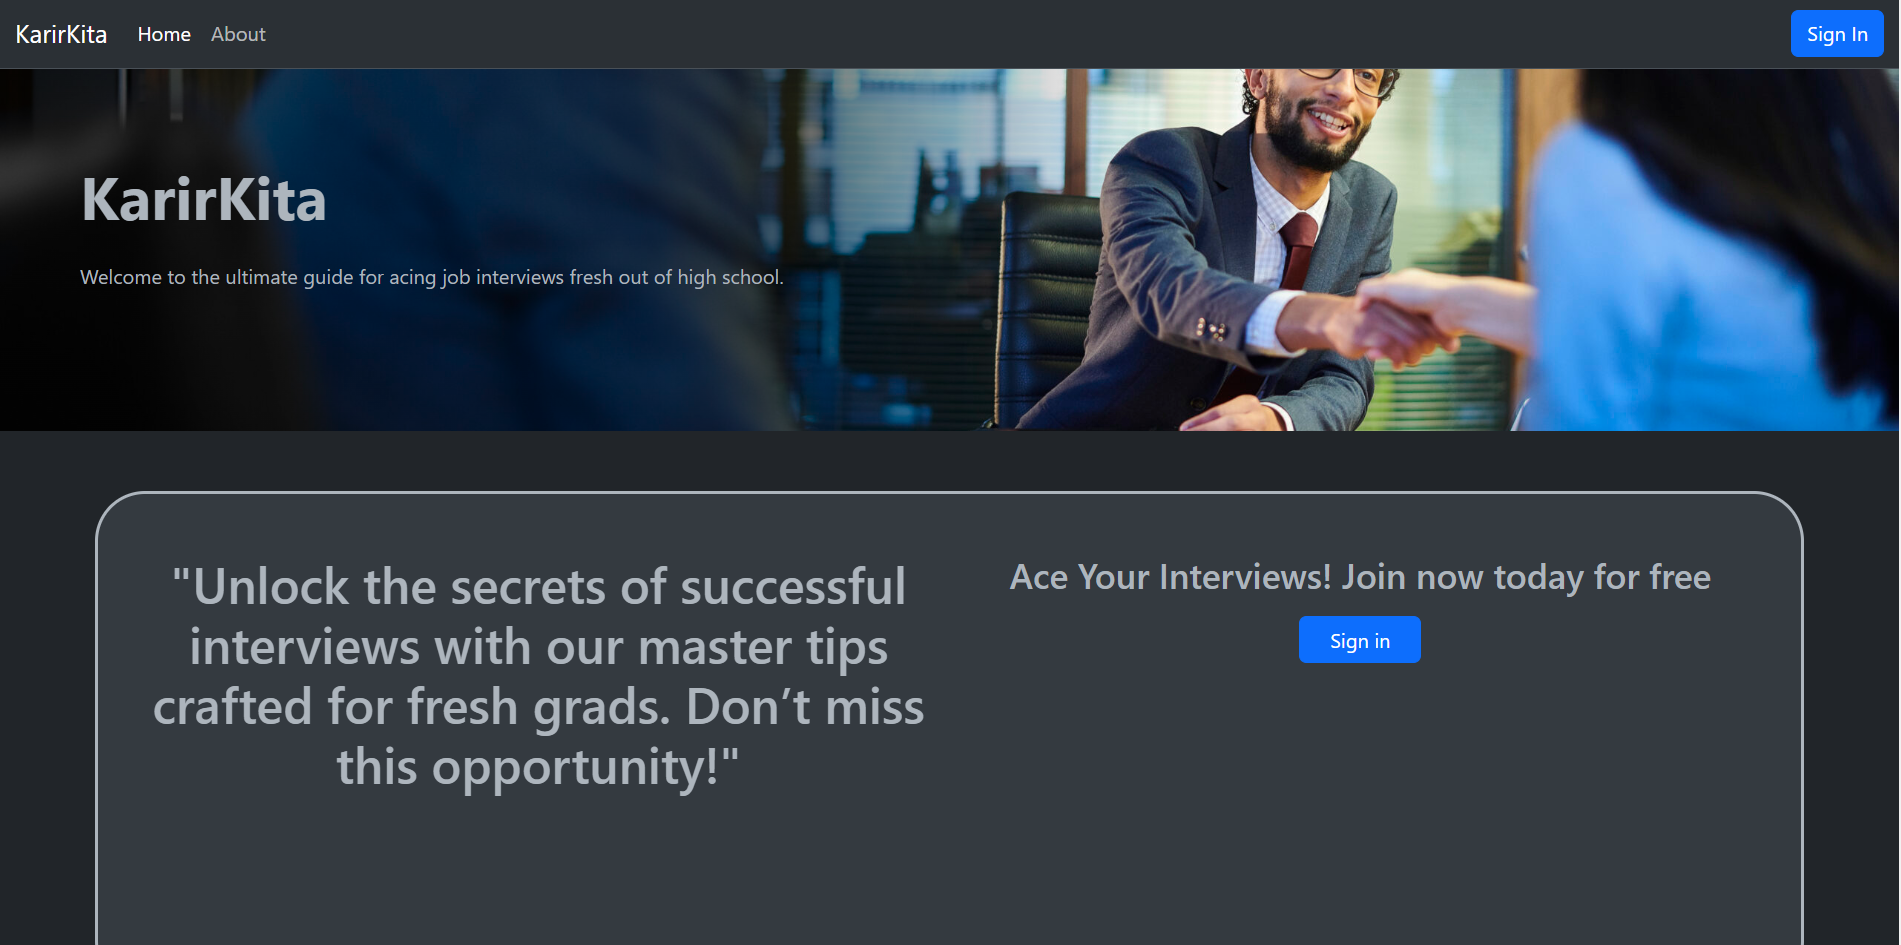 KarirKita Home About Sign In
KarirKita
Welcome to the ultimate guide for acing job interviews fresh out of high school.
"Unlock the secrets of successful
interviews with our master tips
crafted for fresh grads. Don’t miss
this opportunity!"
Ace Your Interviews! Join now today for free
Sign in